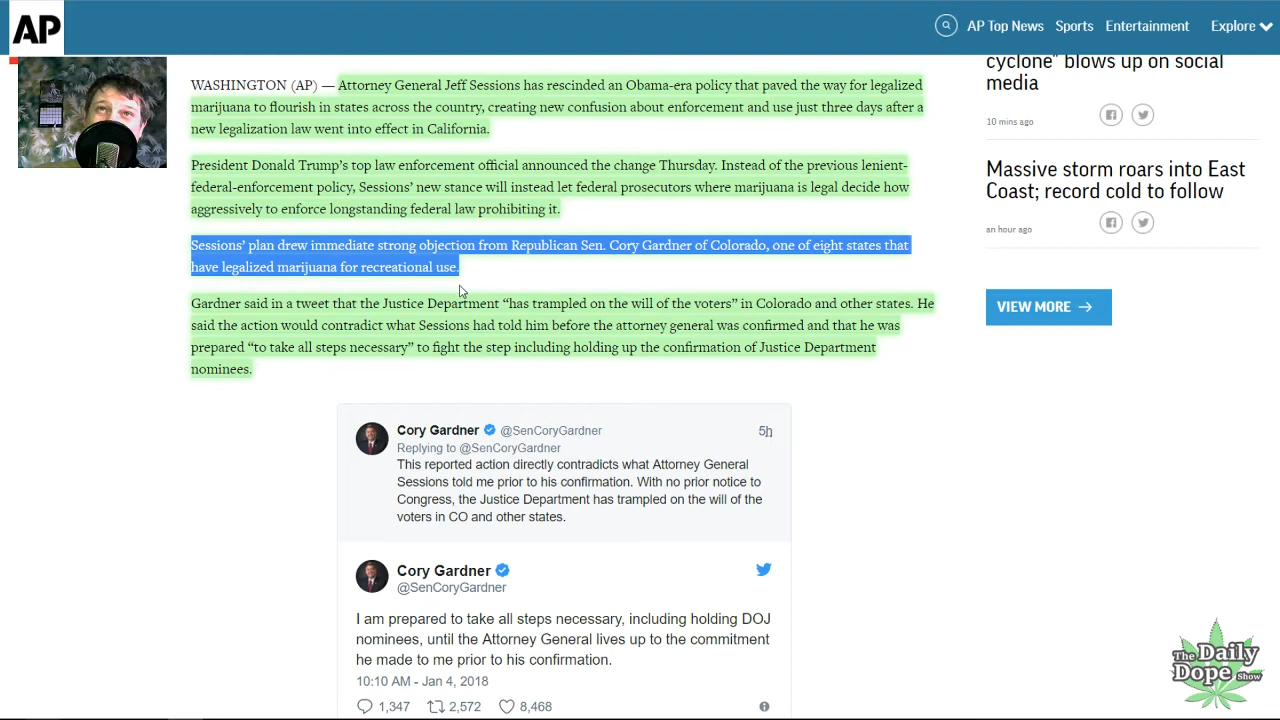 AP
AP Top News Sports Entertainment Explore
WASHINGTON (AP) — Attorney General Jeff Sessions has rescinded an Obama-era policy that paved the way for legalized
marijuana to flourish in states across the country, creating new confusion about enforcement and use just three days after a
new legalization law went into effect in California.
President Donald Trump’s top law enforcement official announced the change Thursday. Instead of the previous lenient-
federal-enforcement policy, Sessions’ new stance will instead let federal prosecutors where marijuana is legal decide how
aggressively to enforce longstanding federal law prohibiting it.
Sessions’ plan drew immediate strong objection from Republican Sen. Cory Gardner of Colorado, one of eight states that
have legalized marijuana for recreational use.
Gardner said in a tweet that the Justice Department “has trampled on the will of the voters” in Colorado and other states. He
said the action would contradict what Sessions had told him before the attorney general was confirmed and that he was
prepared “to take all steps necessary” to fight the step including holding up the confirmation of Justice Department
nominees.
Cory Gardner @SenCoryGardner 5h
Replying to @SenCoryGardner
This reported action directly contradicts what Attorney General
Sessions told me prior to his confirmation. With no prior notice to
Congress, the Justice Department has trampled on the will of the
voters in CO and other states.
Cory Gardner
@SenCoryGardner
I am prepared to take all steps necessary, including holding DOJ
nominees, until the Attorney General lives up to the commitment
he made to me prior to his confirmation.
10:10 AM - Jan 4, 2018
1,347 2,572 8,468
cyclone” blows up on social
media
10 mins ago
Massive storm roars into East
Coast; record cold to follow
an hour ago
VIEW MORE →
The
Daily
Dope
Show